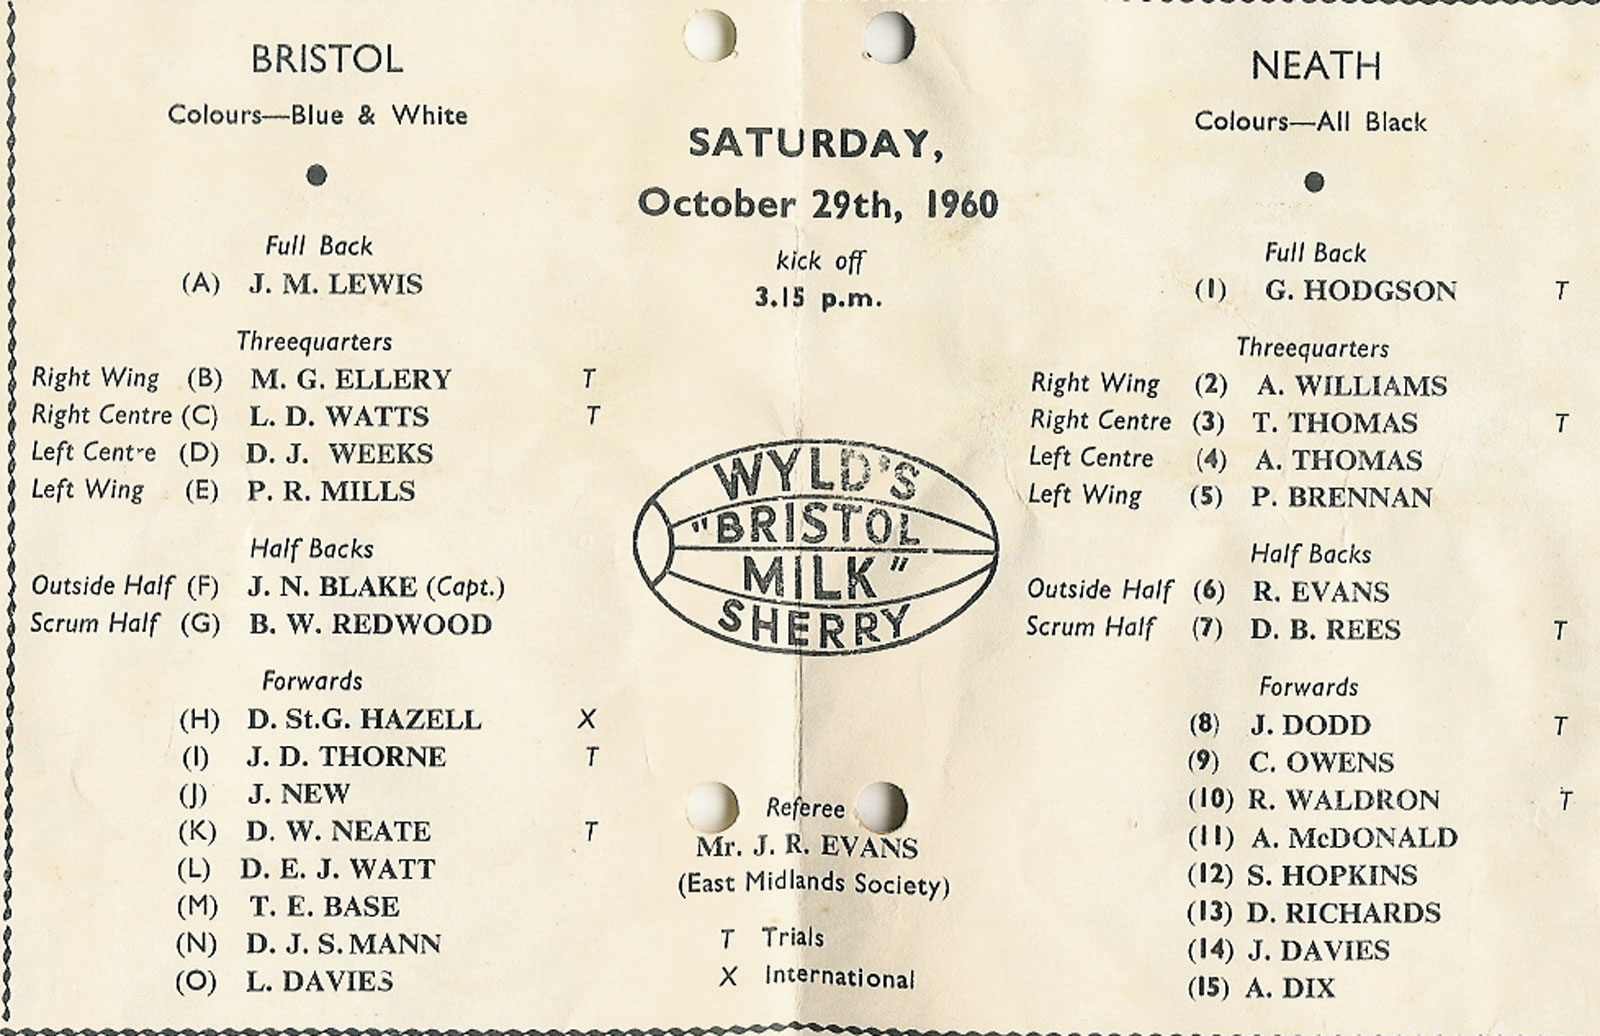 BRISTOL
Colours—Blue & White
Full Back
(A) J. M. LEWIS
Threequarters
Right Wing (B) M. G. ELLERY T
Right Centre (C) L. D. WATTS T
Left Centre (D) D. J. WEEKS
Left Wing (E) P. R. MILLS
Half Backs
Outside Half (F) J. N. BLAKE (Capt.)
Scrum Half (G) B. W. REDWOOD
Forwards
(H) D. St.G. HAZELL X
(I) J. D. THORNE T
(J) J. NEW
(K) D. W. NEATE T
(L) D. E. J. WATT
(M) T. E. BASE
(N) D. J. S. MANN
(O) L. DAVIES
SATURDAY,
October 29th, 1960
kick off
3.15 p.m.
WYLD'S
"BRISTOL
MILK"
SHERRY
Referee
Mr. J. R. EVANS
(East Midlands Society)
T Trials
X International
NEATH
Colours—All Black
Full Back
(1) G. HODGSON T
Threequarters
Right Wing (2) A. WILLIAMS
Right Centre (3) T. THOMAS T
Left Centre (4) A. THOMAS
Left Wing (5) P. BRENNAN
Half Backs
Outside Half (6) R. EVANS
Scrum Half (7) D. B. REES T
Forwards
(8) J. DODD T
(9) C. OWENS
(10) R. WALDRON T
(11) A. McDONALD
(12) S. HOPKINS
(13) D. RICHARDS
(14) J. DAVIES
(15) A. DIX